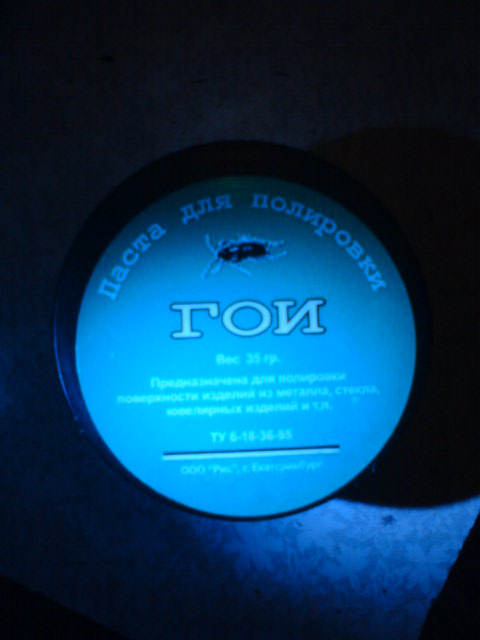 Паста для полировки
ГОИ
Вес 35 гр.
Предназначена для полировки
поверхности изделий из металла, стекла,
ювелирных изделий и т.п.
ТУ 6-18-36-85
ООО "Рис", г. Екатеринбург